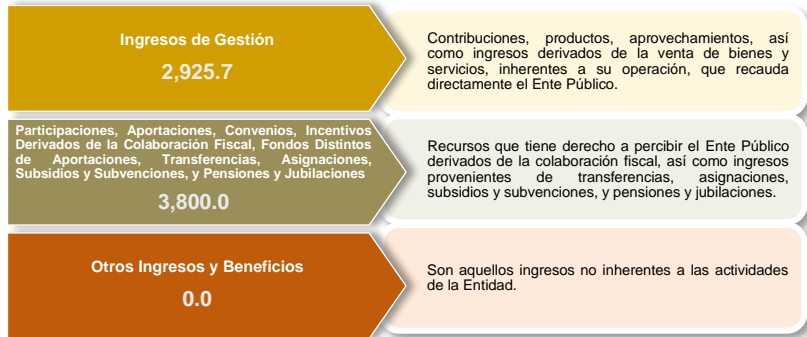 Ingresos de Gestión
2,925.7
Contribuciones, productos, aprovechamientos, así
como ingresos derivados de la venta de bienes y
servicios, inherentes a su operación, que recauda
directamente el Ente Público.
Participaciones, Aportaciones, Convenios, Incentivos
Derivados de la Colaboración Fiscal, Fondos Distintos
de Aportaciones, Transferencias, Asignaciones,
Subsidios y Subvenciones, y Pensiones y Jubilaciones
3,800.0
Recursos que tiene derecho a percibir el Ente Público
derivados de la colaboración fiscal, así como ingresos
provenientes de transferencias, asignaciones,
subsidios y subvenciones, y pensiones y jubilaciones.
Otros Ingresos y Beneficios
0.0
Son aquellos ingresos no inherentes a las actividades
de la Entidad.